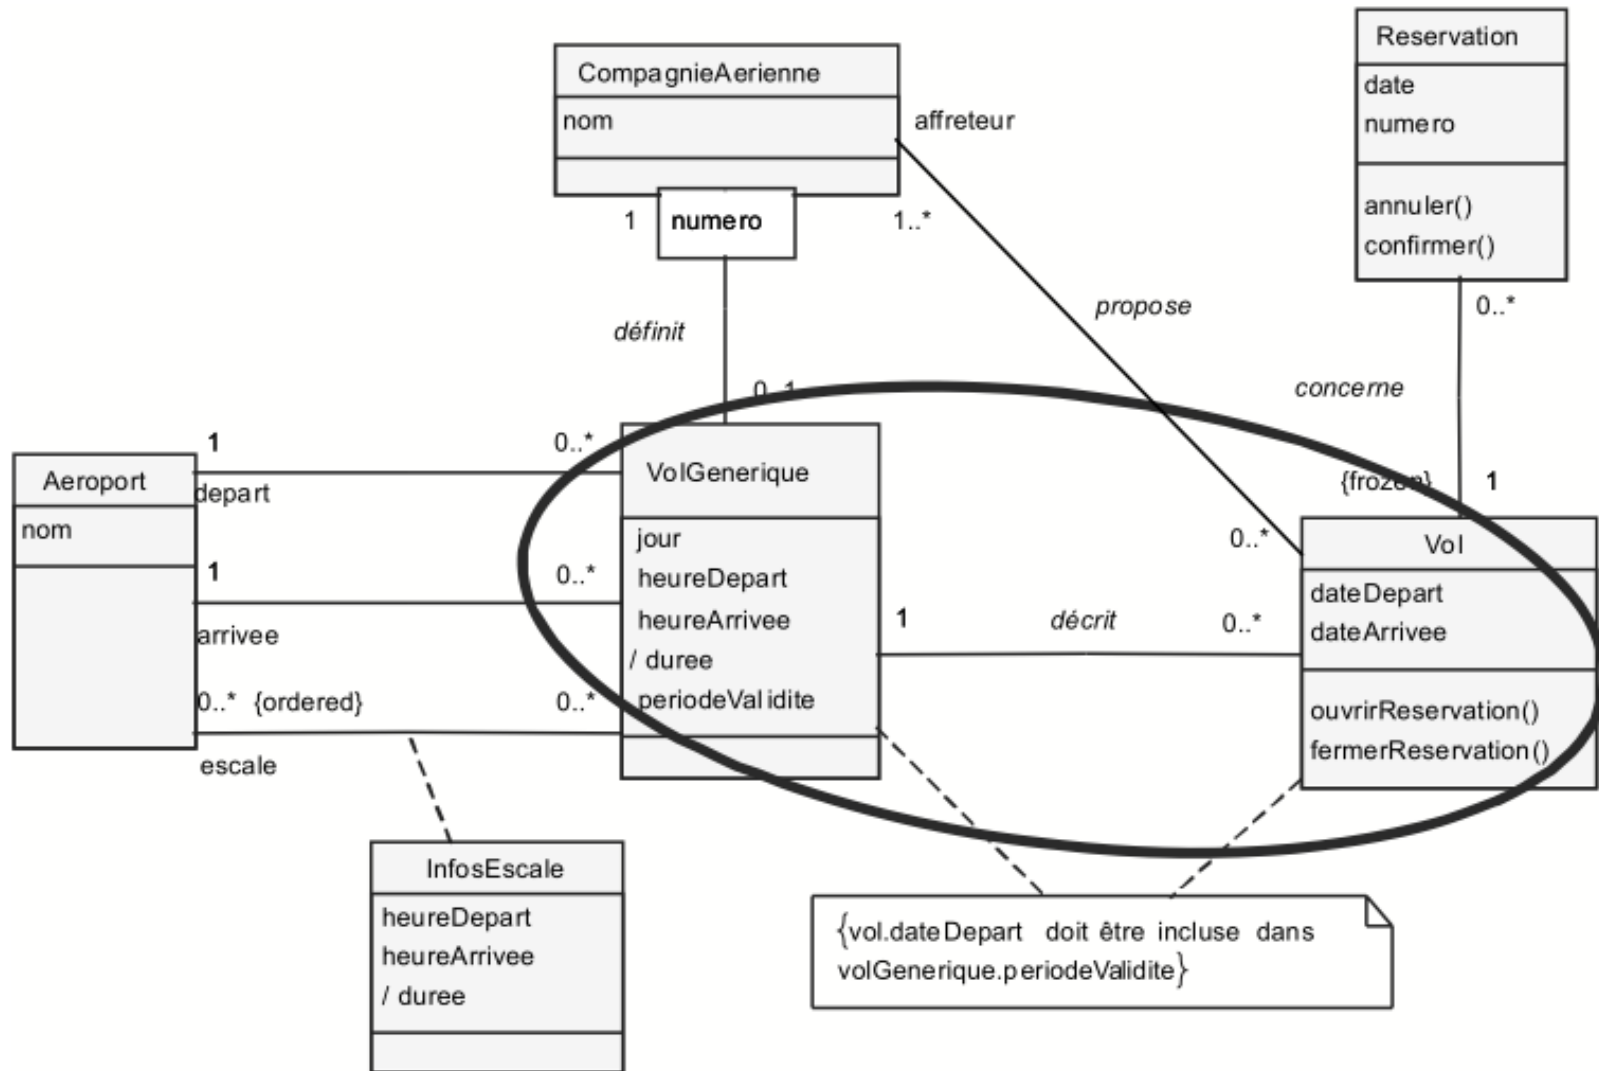 CompagnieAerienne
nom
affreteur
1
numero
1..*
Reservation
date
numero
annuler()
confirmer()
0..*
définit
propose
concerne
0..1
{frozen}
1
Aeroport
nom
1
depart
0..*
1
arrivee
0..*
0..* {ordered}
escale
0..*
VolGenerique
jour
heureDepart
heureArrivee
/ duree
periodeValidite
1
décrit
0..*
0..*
Vol
dateDepart
dateArrivee
ouvrirReservation()
fermerReservation()
InfosEscale
heureDepart
heureArrivee
/ duree
{vol.dateDepart doit être incluse dans
volGenerique.periodeValidite}